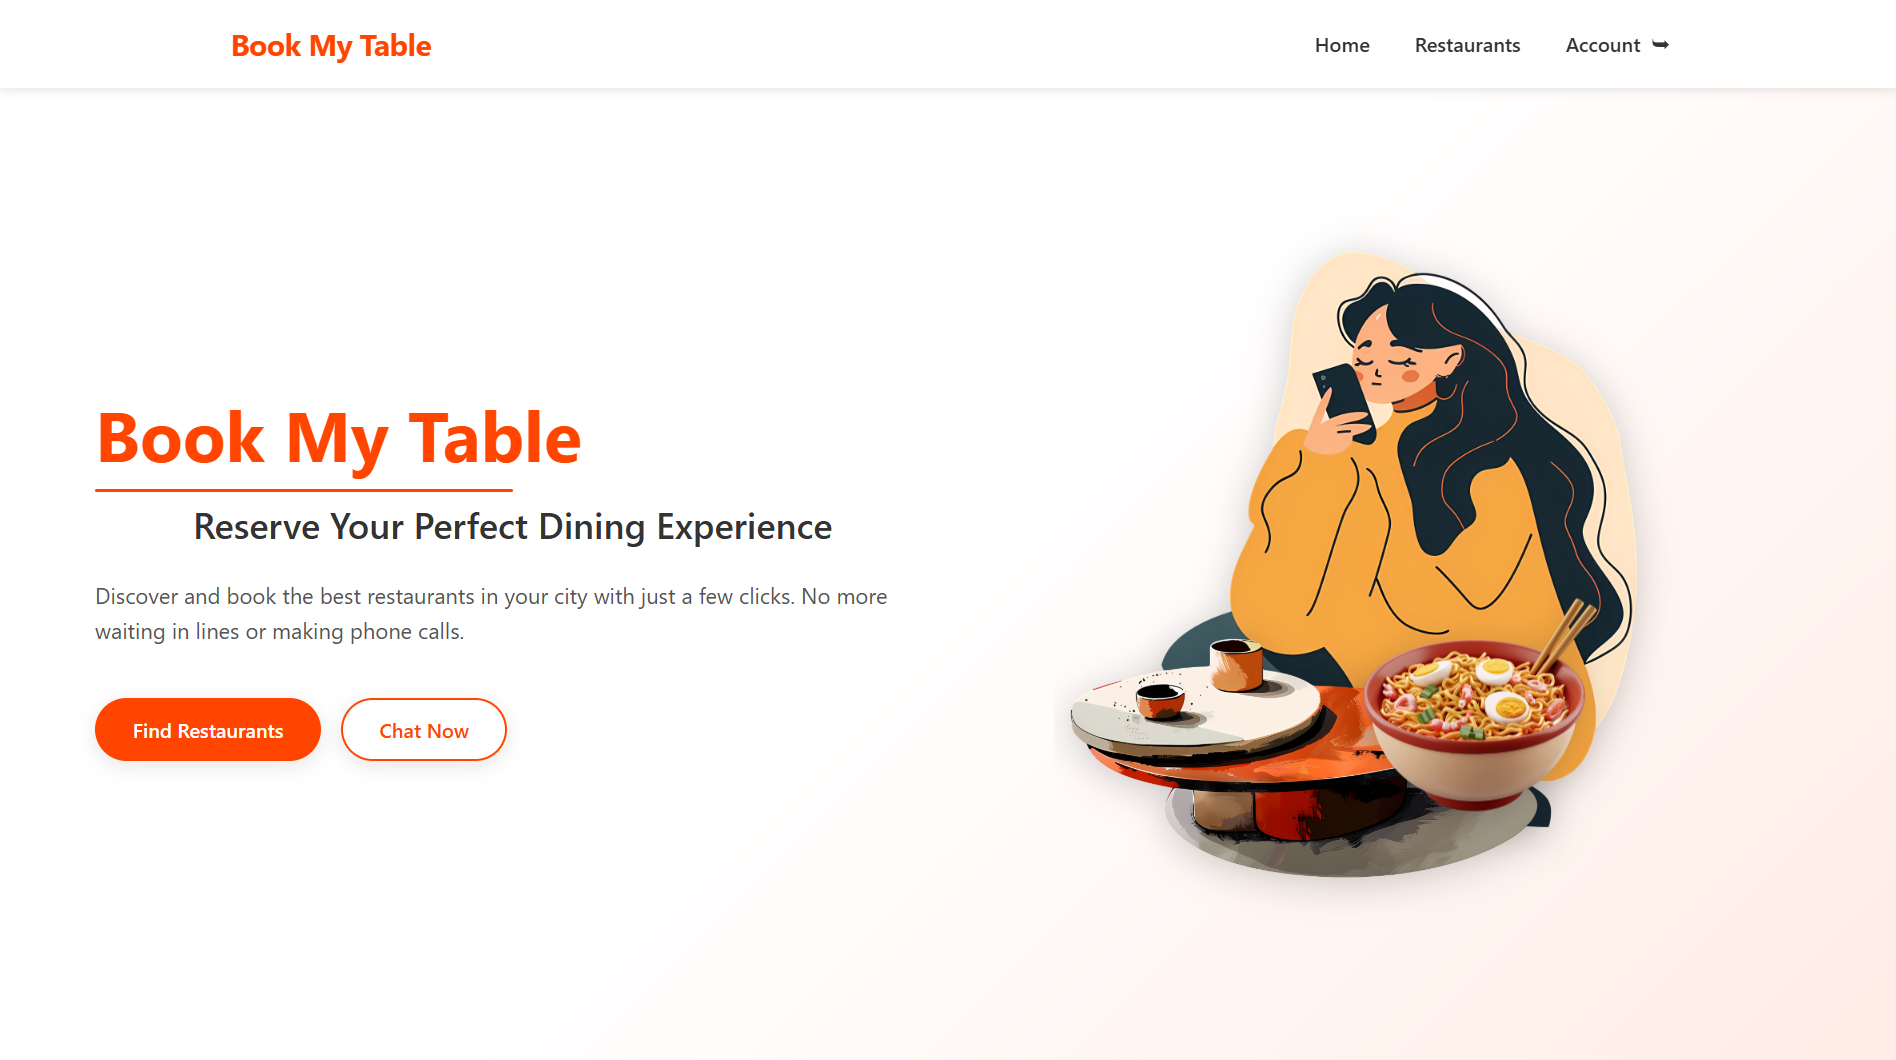 Book My Table
Home
Restaurants
Account
Book My Table
Reserve Your Perfect Dining Experience
Discover and book the best restaurants in your city with just a few clicks. No more
waiting in lines or making phone calls.
Find Restaurants
Chat Now